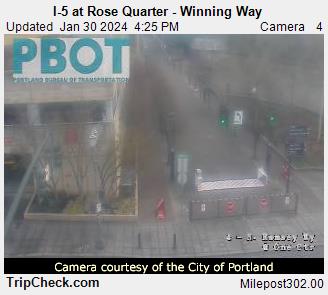 I-5 at Rose Quarter - Winning Way
Updated Jan 30 2024 4:25 PM Camera 4
PBOT
PORTLAND BUREAU OF TRANSPORTATION
Camera courtesy of the City of Portland
TripCheck.com Milepost302.00